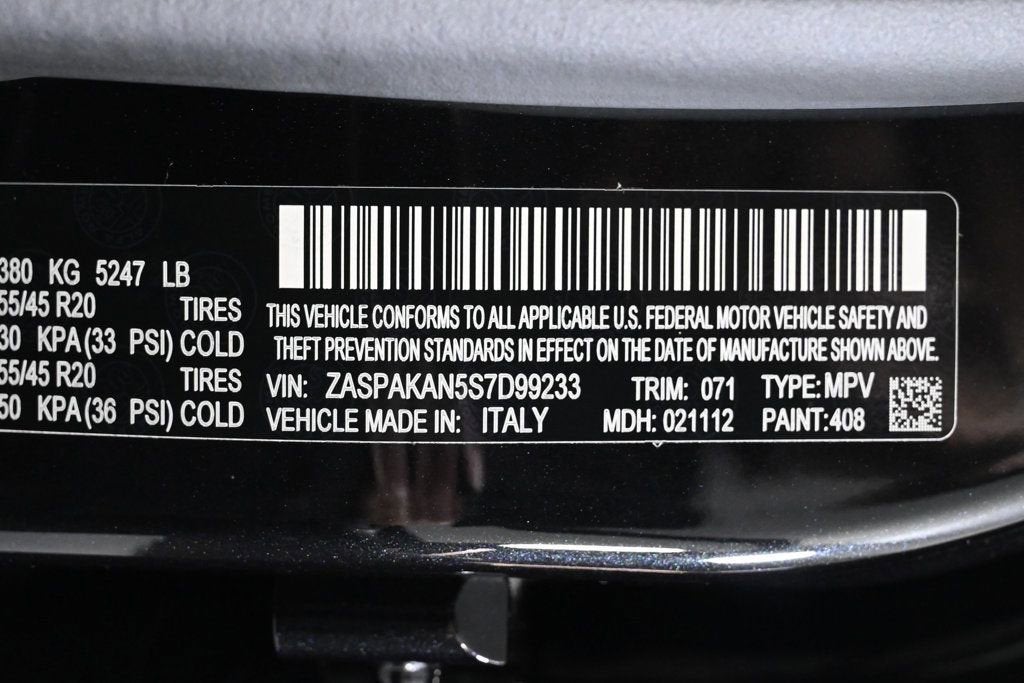 380 KG 5247 LB
55/45 R20 TIRES
30 KPA(33 PSI) COLD
55/45 R20 TIRES
50 KPA(36 PSI) COLD
THIS VEHICLE CONFORMS TO ALL APPLICABLE U.S. FEDERAL MOTOR VEHICLE SAFETY AND
THEFT PREVENTION STANDARDS IN EFFECT ON THE DATE OF MANUFACTURE SHOWN ABOVE.
VIN: ZASPAKAN5S7D99233 TRIM: 071 TYPE: MPV
VEHICLE MADE IN: ITALY MDH: 021112 PAINT:408